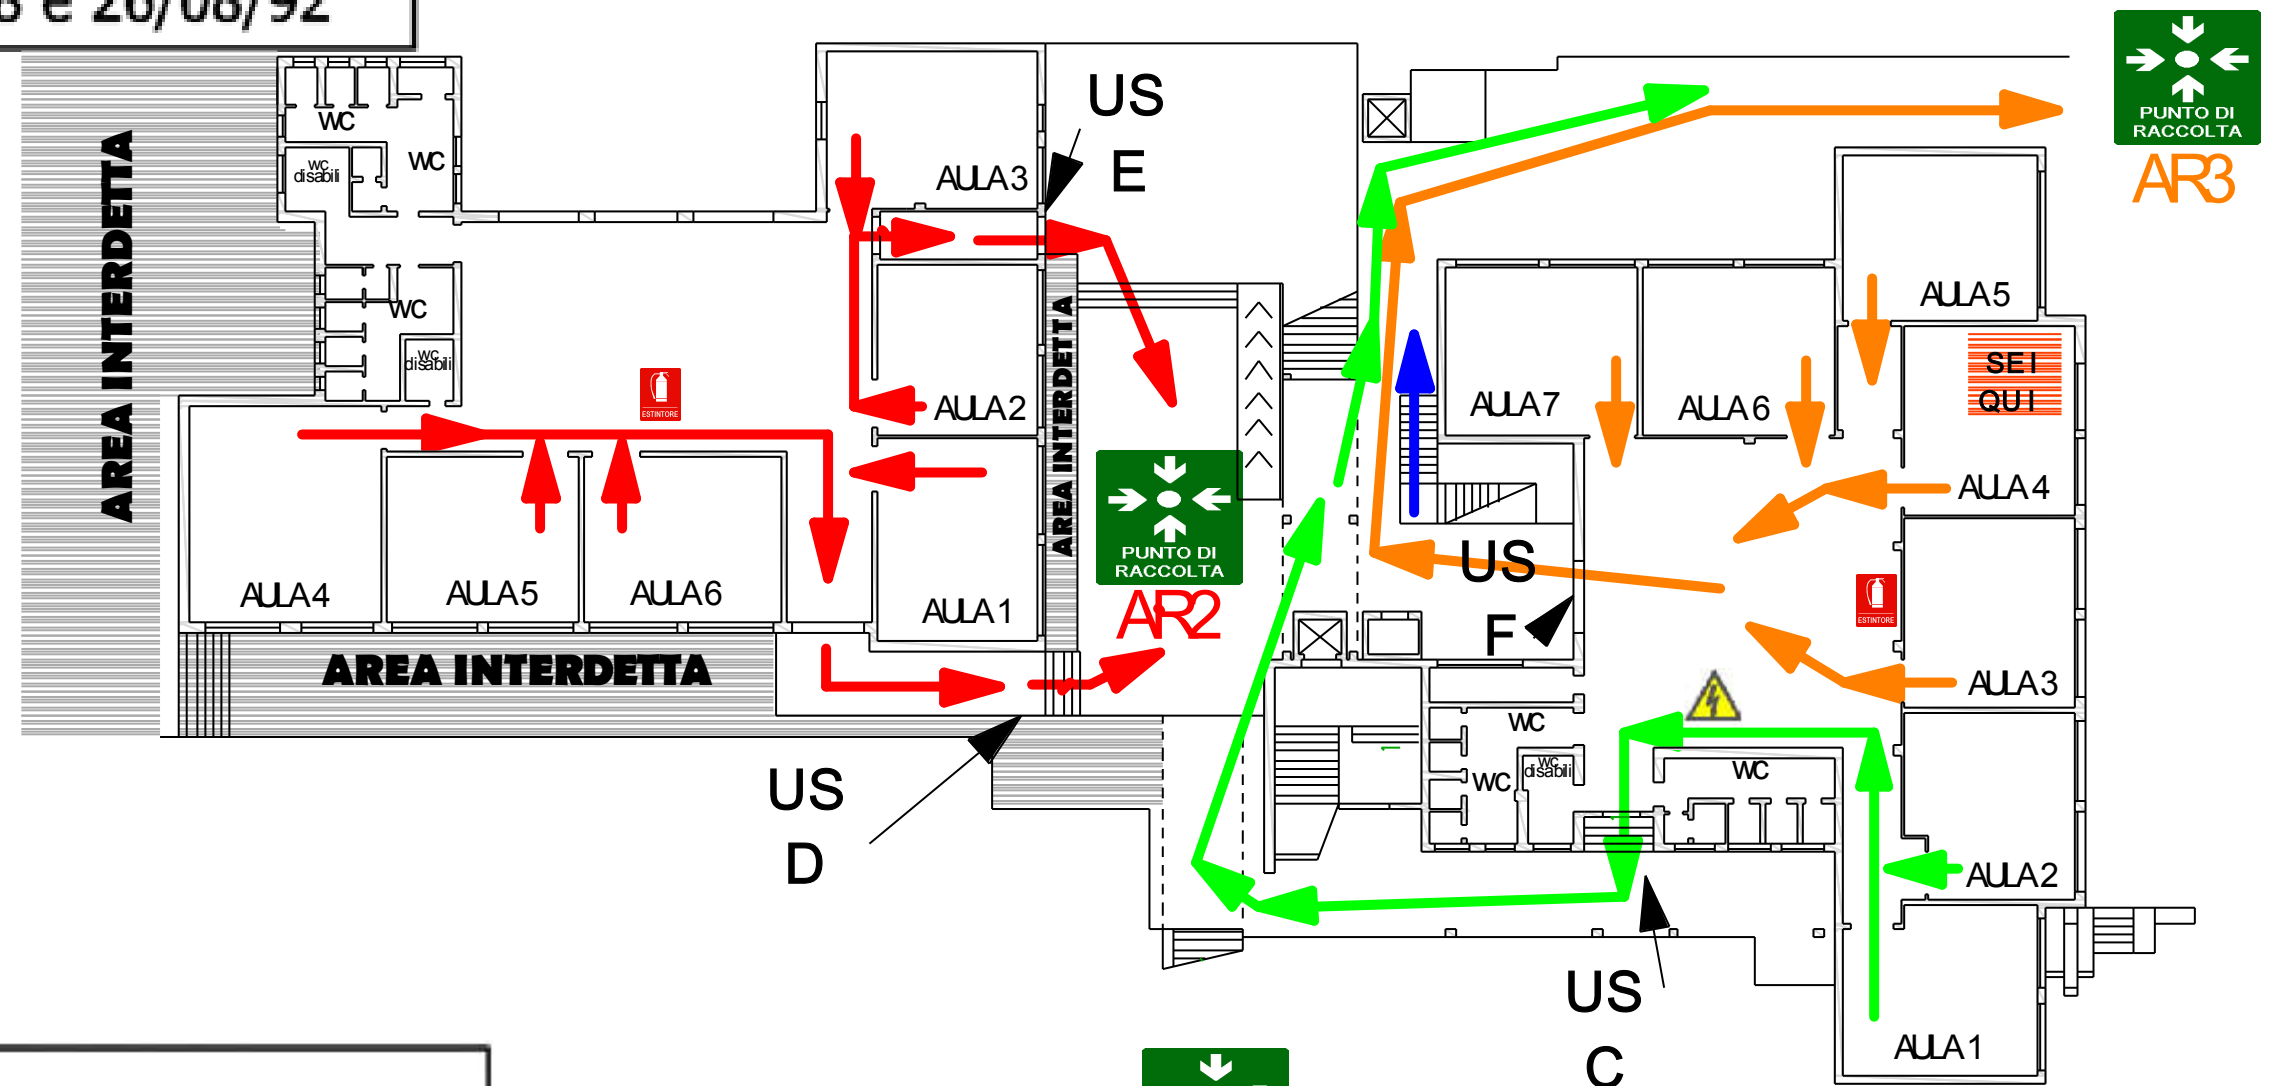 e 26/08/92
PUNTO DI
RACCOLTA
AR3
US
E
AREA INTERDETTA
WC
WC
wc
disabili
AULA 3
WC
wc
disabili
ESTINTORE
AULA 2
AREA INTERDETTA
AULA 4
AULA 5
AULA 6
AULA 1
PUNTO DI
RACCOLTA
AR2
AREA INTERDETTA
US
D
AULA 5
SEI
QUI
AULA 7
AULA 6
AULA 4
US
F
ESTINTORE
AULA 3
WC
WC
wc
disabili
WC
AULA 2
US
C
AULA 1